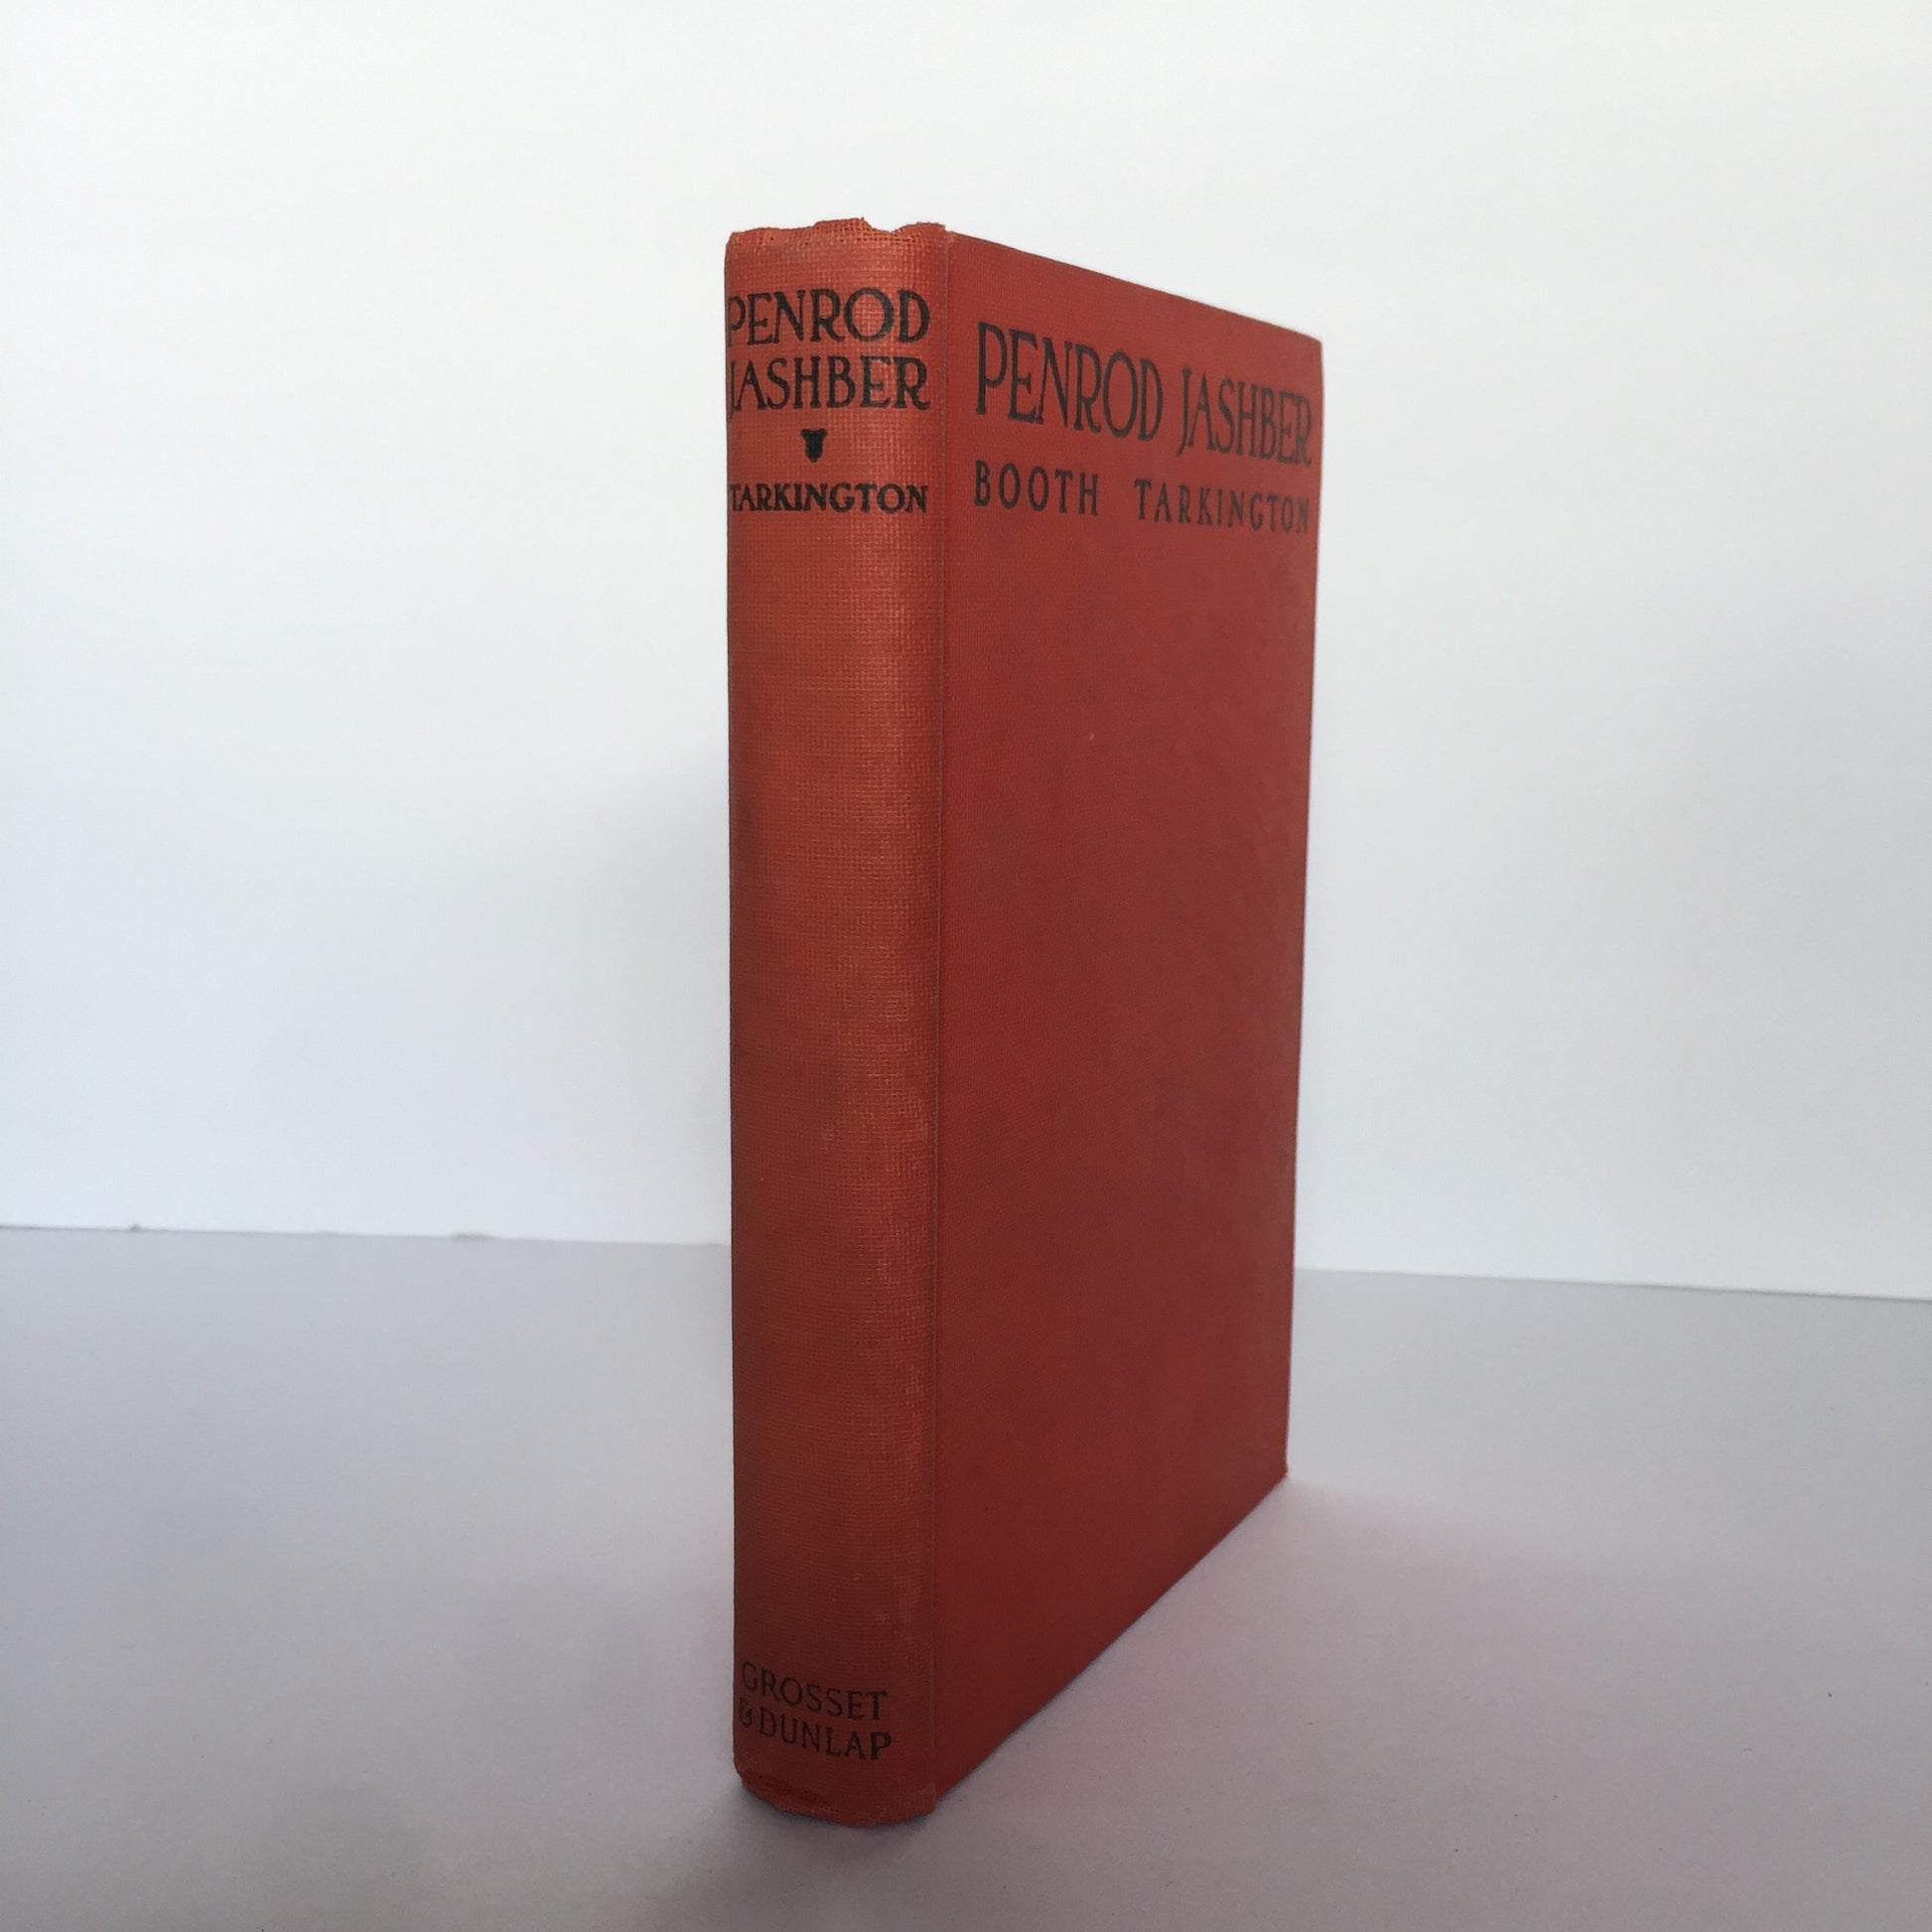 PENROD
JASHBER
TARKINGTON
GROSSET
& DUNLAP
PENROD JASHBER
BOOTH TARKINGTON